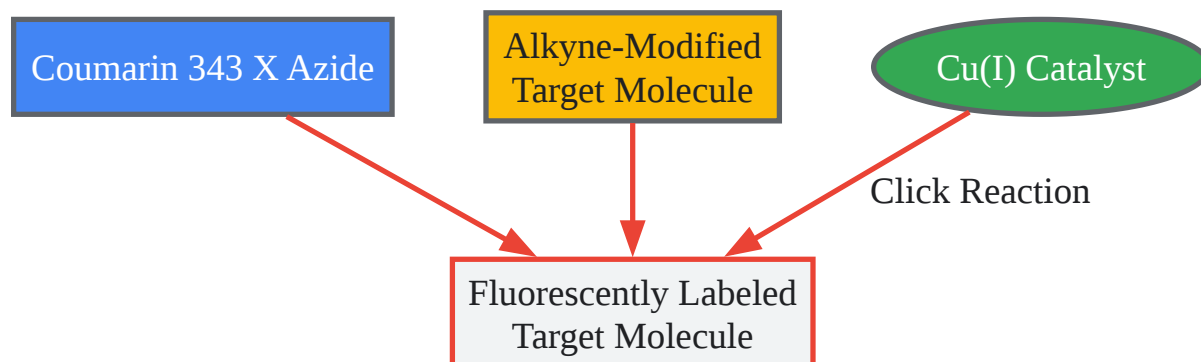 Coumarin 343 X Azide
Alkyne-Modified
Target Molecule
Cu(I) Catalyst
Click Reaction
Fluorescently Labeled
Target Molecule